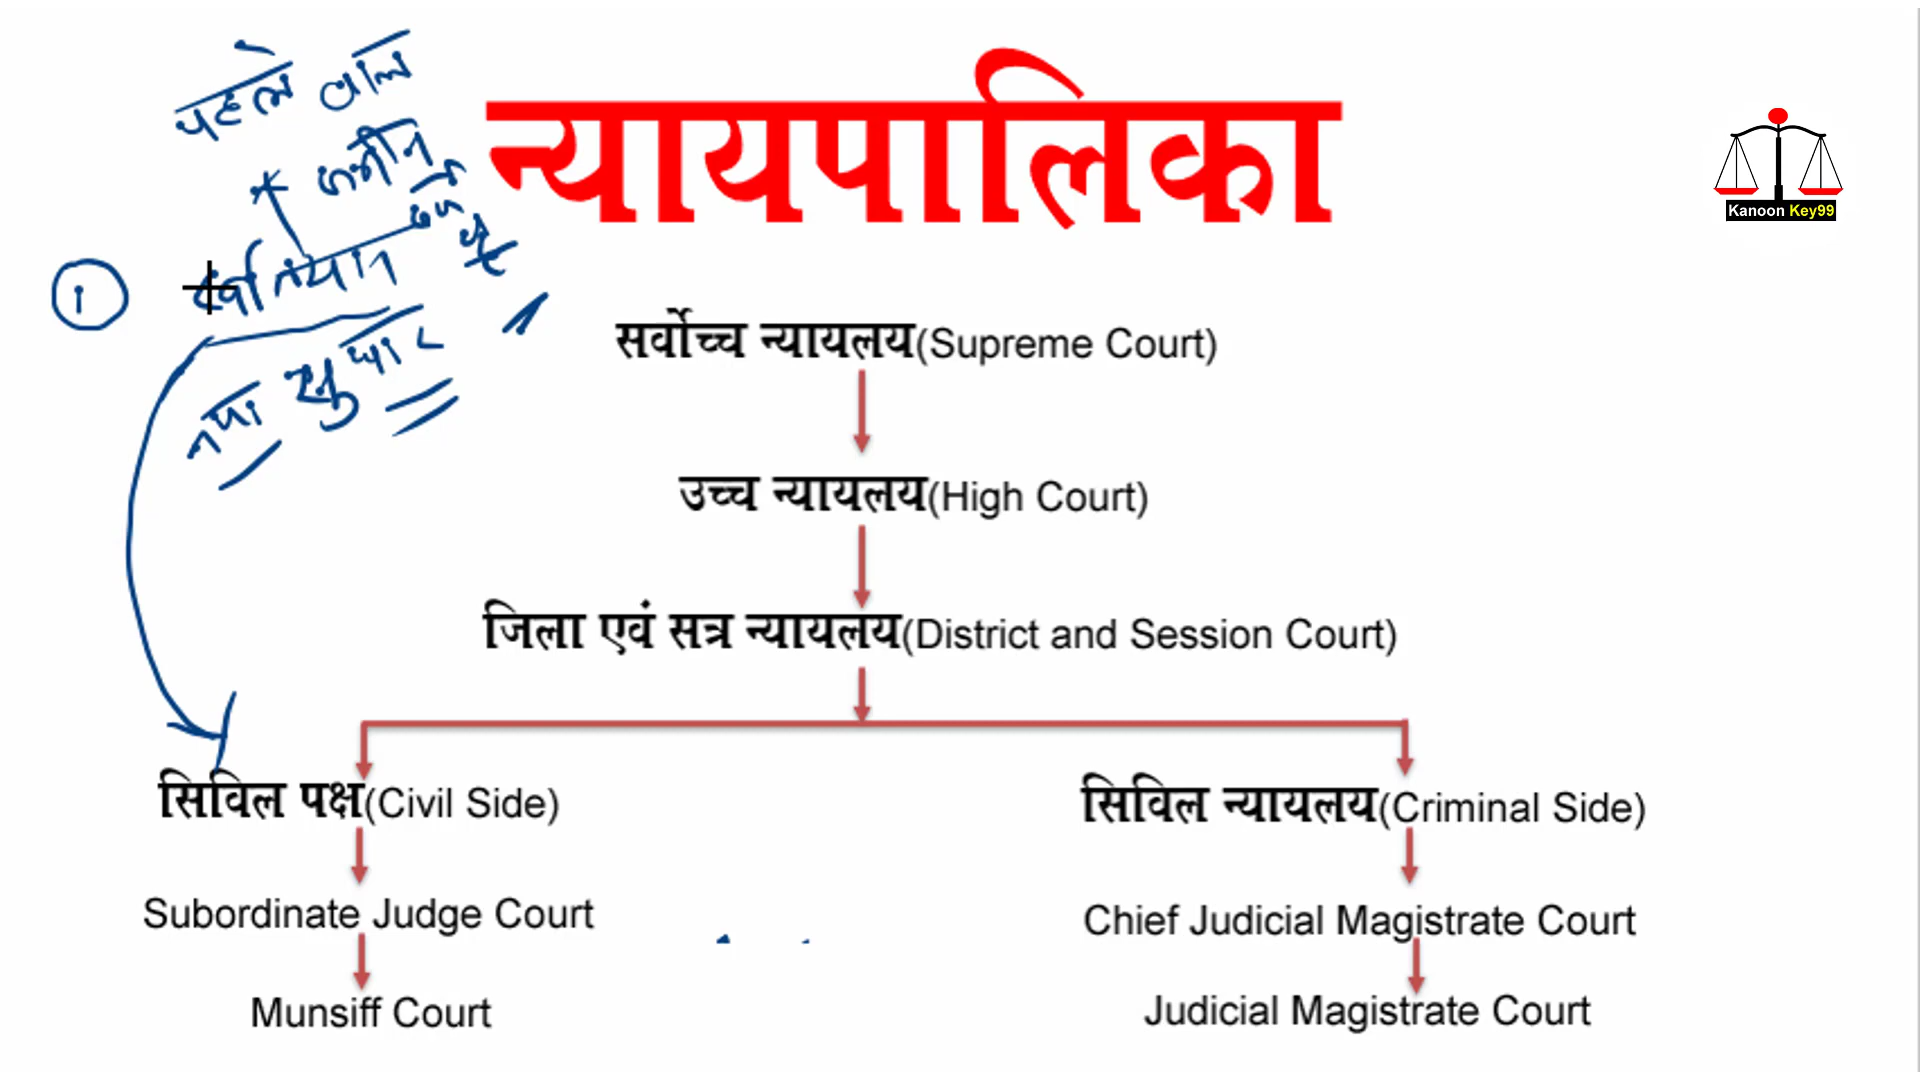 पहले वाल
न्यायपालिका
जमीन
Kanoon Key99
1
खतियान
नया सुधार
सर्वोच्च न्यायलय(Supreme Court)
उच्च न्यायलय(High Court)
जिला एवं सत्र न्यायलय(District and Session Court)
सिविल पक्ष(Civil Side)
सिविल न्यायलय(Criminal Side)
Subordinate Judge Court
Chief Judicial Magistrate Court
Munsiff Court
Judicial Magistrate Court